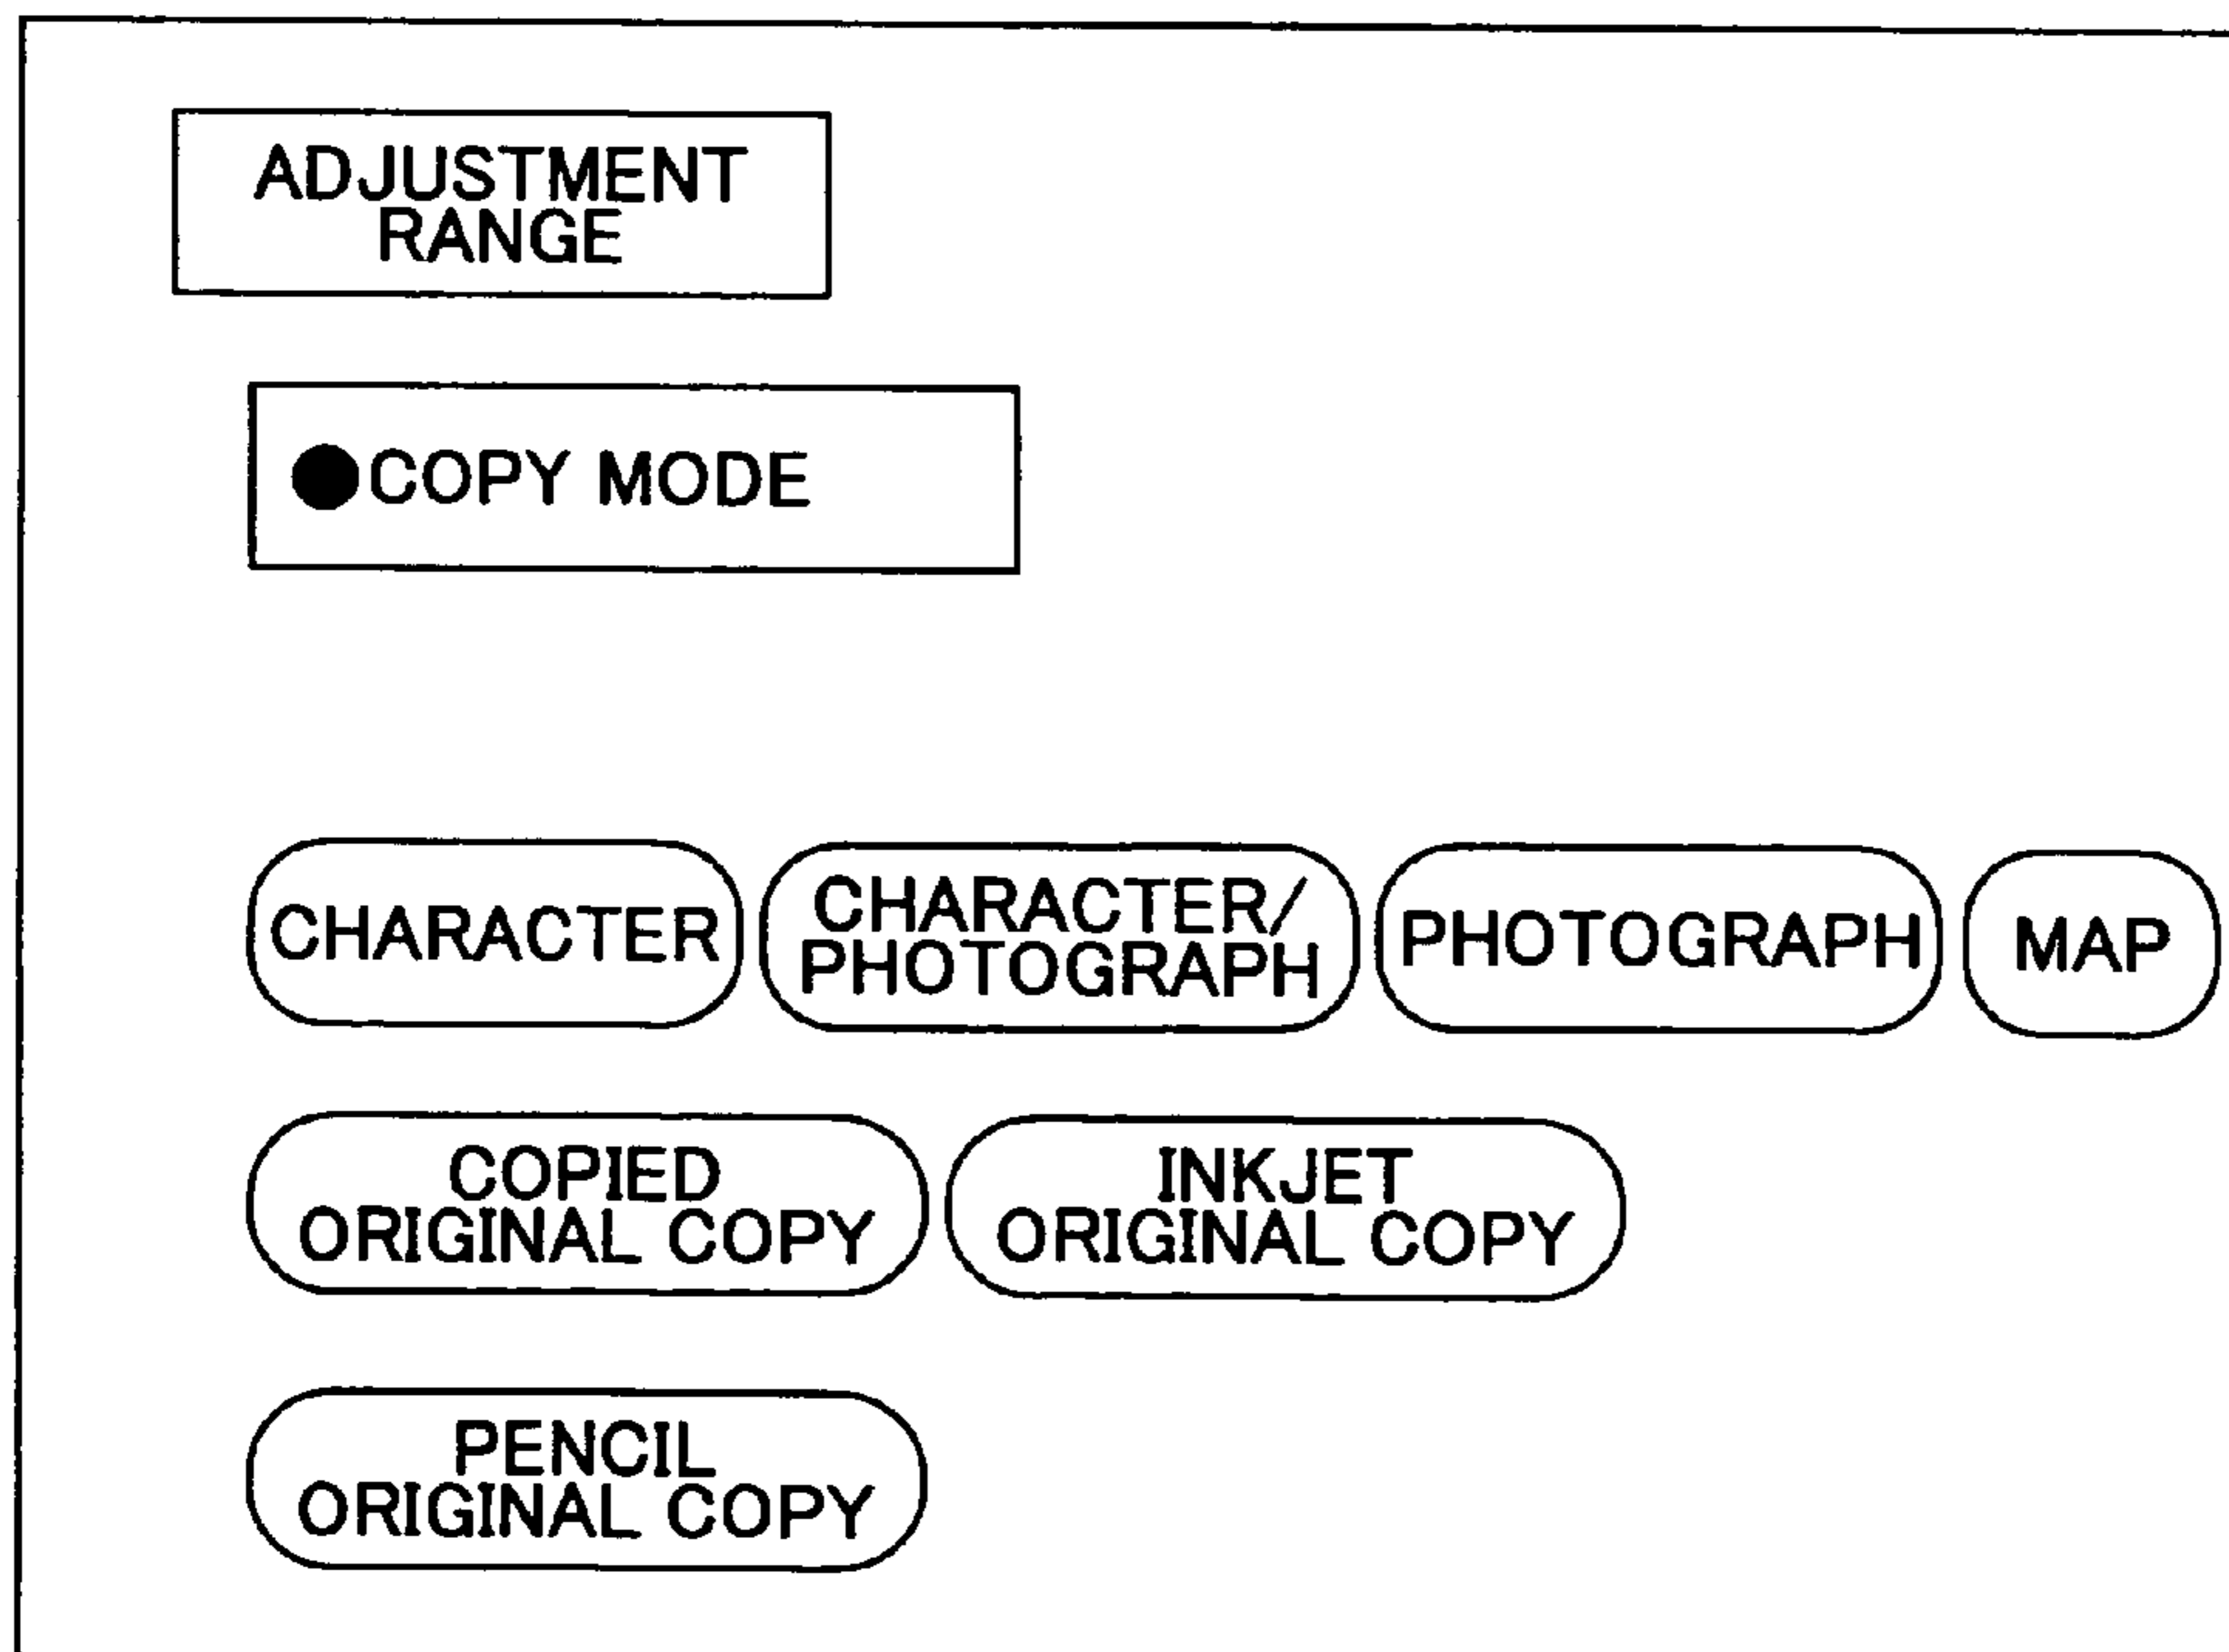 ADJUSTMENT
RANGE
●COPY MODE
CHARACTER
CHARACTER/
PHOTOGRAPH
PHOTOGRAPH
MAP
COPIED
ORIGINAL COPY
INKJET
ORIGINAL COPY
PENCIL
ORIGINAL COPY